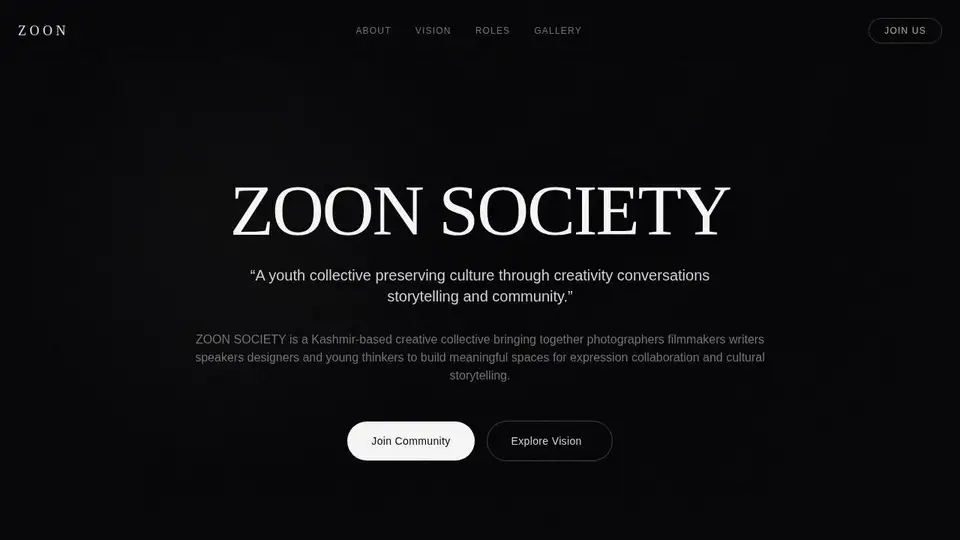 ZOON
ABOUT
VISION
ROLES
GALLERY
JOIN US
ZOON SOCIETY
“A youth collective preserving culture through creativity conversations
storytelling and community.”
ZOON SOCIETY is a Kashmir-based creative collective bringing together photographers filmmakers writers
speakers designers and young thinkers to build meaningful spaces for expression collaboration and cultural
storytelling.
Join Community
Explore Vision